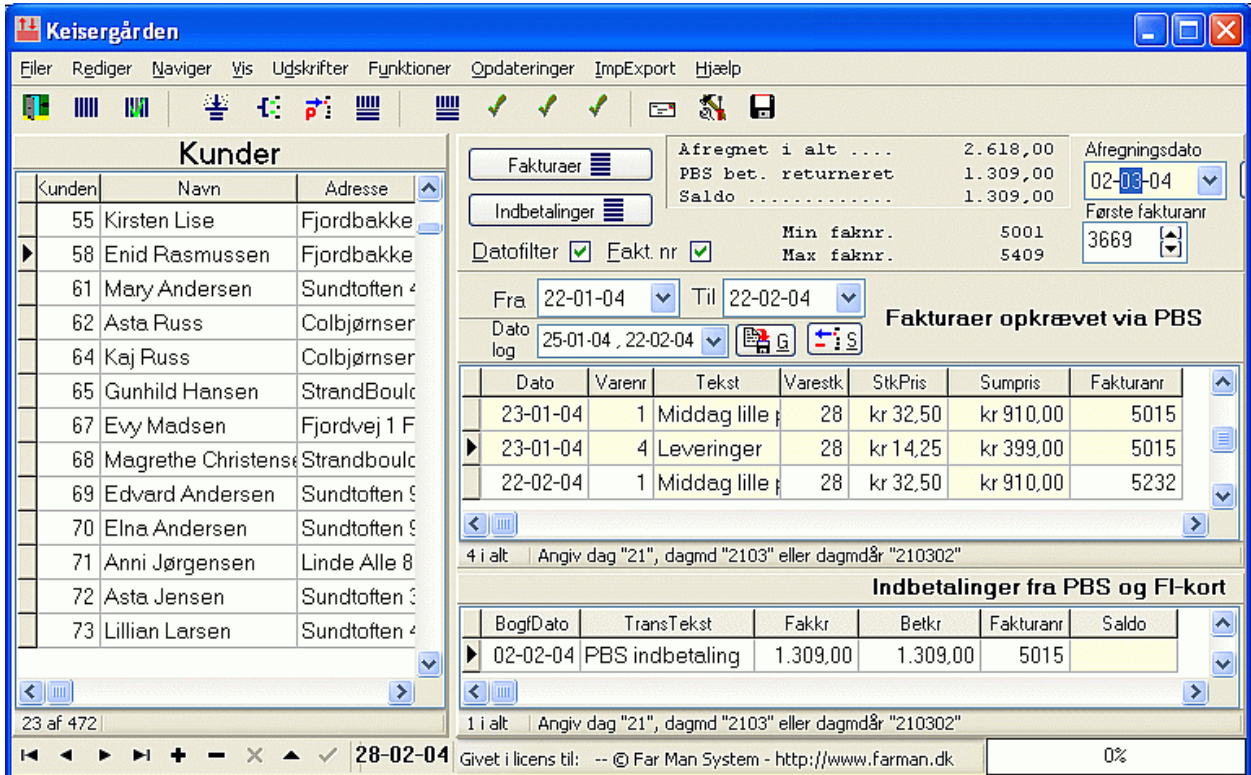 Keisergården
Filer Rediger Naviger Vis Udskrifter Funktioner Opdateringer ImpExport Hjælp
Kunder
Kunden Navn Adresse
55 Kirsten Lise Fjordbakke
58 Enid Rasmussen Fjordbakke
61 Mary Andersen Sundtoften 4
62 Asta Russ Colbjørnser
64 Kaj Russ Colbjørnser
65 Gunhild Hansen StrandBoulc
67 Evy Madsen Fjordvej 1 F
68 Magrethe Christense Strandboulc
69 Edvard Andersen Sundtoften 9
70 Elna Andersen Sundtoften 9
71 Anni Jørgensen Linde Alle 8
72 Asta Jensen Sundtoften 3
73 Lillian Larsen Sundtoften 4
23 af 472
28-02-04
Fakturaer
Indbetalinger
Datofilter Fakt. nr
Afregnet i alt .... 2.618,00
PBS bet. returneret 1.309,00
Saldo ............. 1.309,00
Min faknr. 5001
Max faknr. 5409
Afregningsdato
02-03-04
Første fakturanr
3669
Fra 22-01-04 Til 22-02-04
Dato log 25-01-04 , 22-02-04 G S
Fakturaer opkrævet via PBS
Dato Varenr Tekst Varestk StkPris Sumpris Fakturanr
23-01-04 1 Middag lille p 28 kr 32,50 kr 910,00 5015
23-01-04 4 Leveringer 28 kr 14,25 kr 399,00 5015
22-02-04 1 Middag lille p 28 kr 32,50 kr 910,00 5232
4 i alt Angiv dag "21", dagmd "2103" eller dagmdår "210302"
Indbetalinger fra PBS og FI-kort
BogfDato TransTekst Fakkr Betkr Fakturanr Saldo
02-02-04 PBS indbetaling 1.309,00 1.309,00 5015
1 i alt Angiv dag "21", dagmd "2103" eller dagmdår "210302"
Givet i licens til: -- © Far Man System - http://www.farman.dk
0%